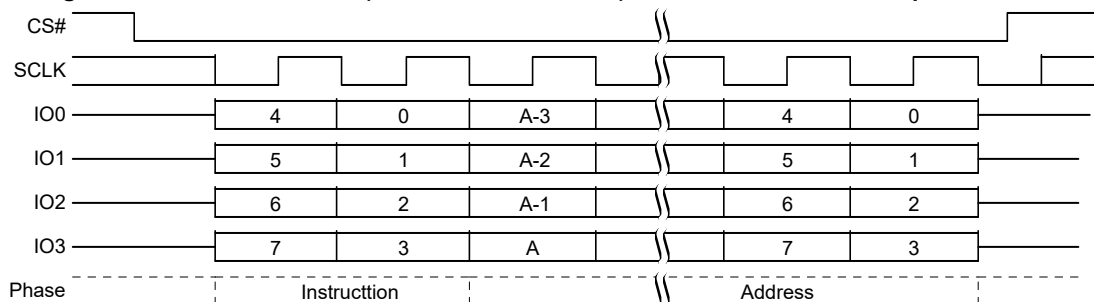 CS#
SCLK
IO0 4 0 A-3 4 0
IO1 5 1 A-2 5 1
IO2 6 2 A-1 6 2
IO3 7 3 A 7 3
Phase Instructtion Address